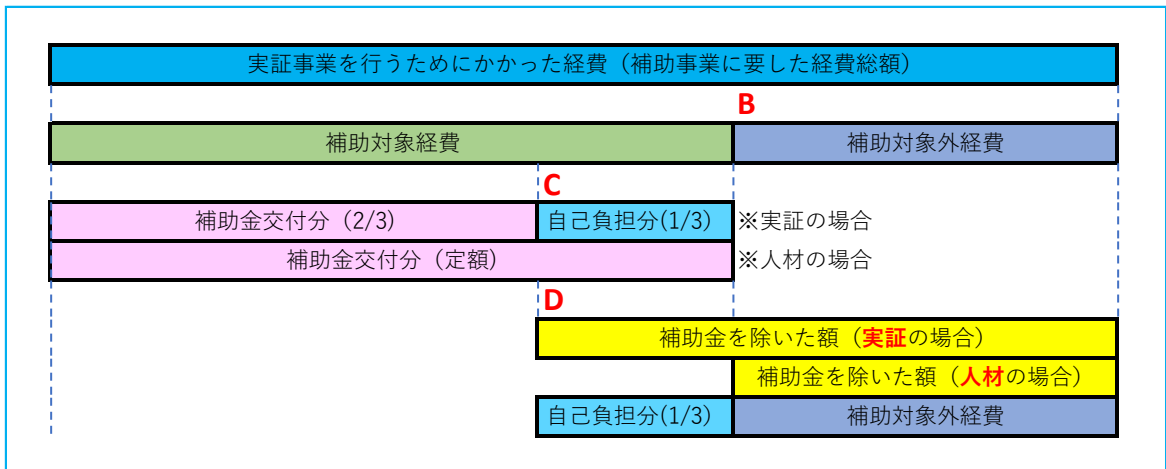 実証事業を行うためにかかった経費（補助事業に要した経費総額）
B
補助対象経費 補助対象外経費
C
補助金交付分（2/3） 自己負担分(1/3) ※実証の場合
補助金交付分（定額） ※人材の場合
D
補助金を除いた額（実証の場合）
補助金を除いた額（人材の場合）
自己負担分(1/3) 補助対象外経費